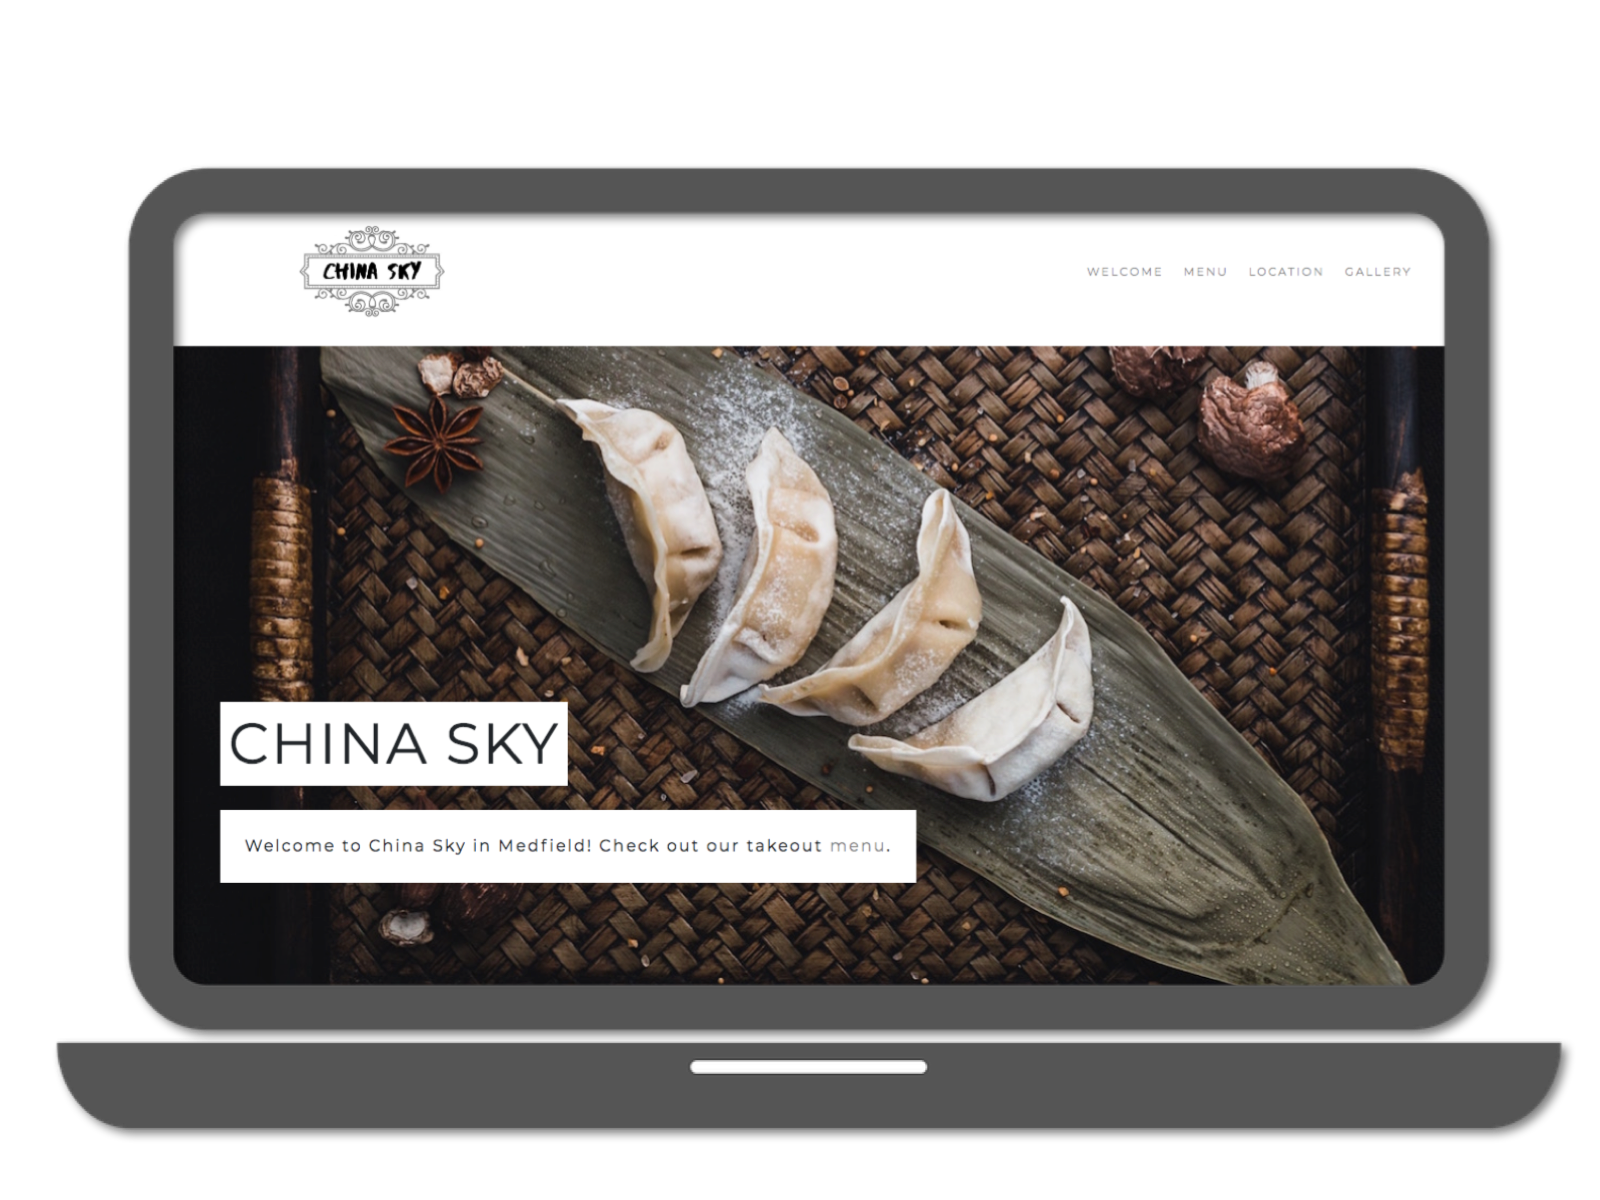 CHINA SKY
WELCOME MENU LOCATION GALLERY
CHINA SKY
Welcome to China Sky in Medfield! Check out our takeout menu.